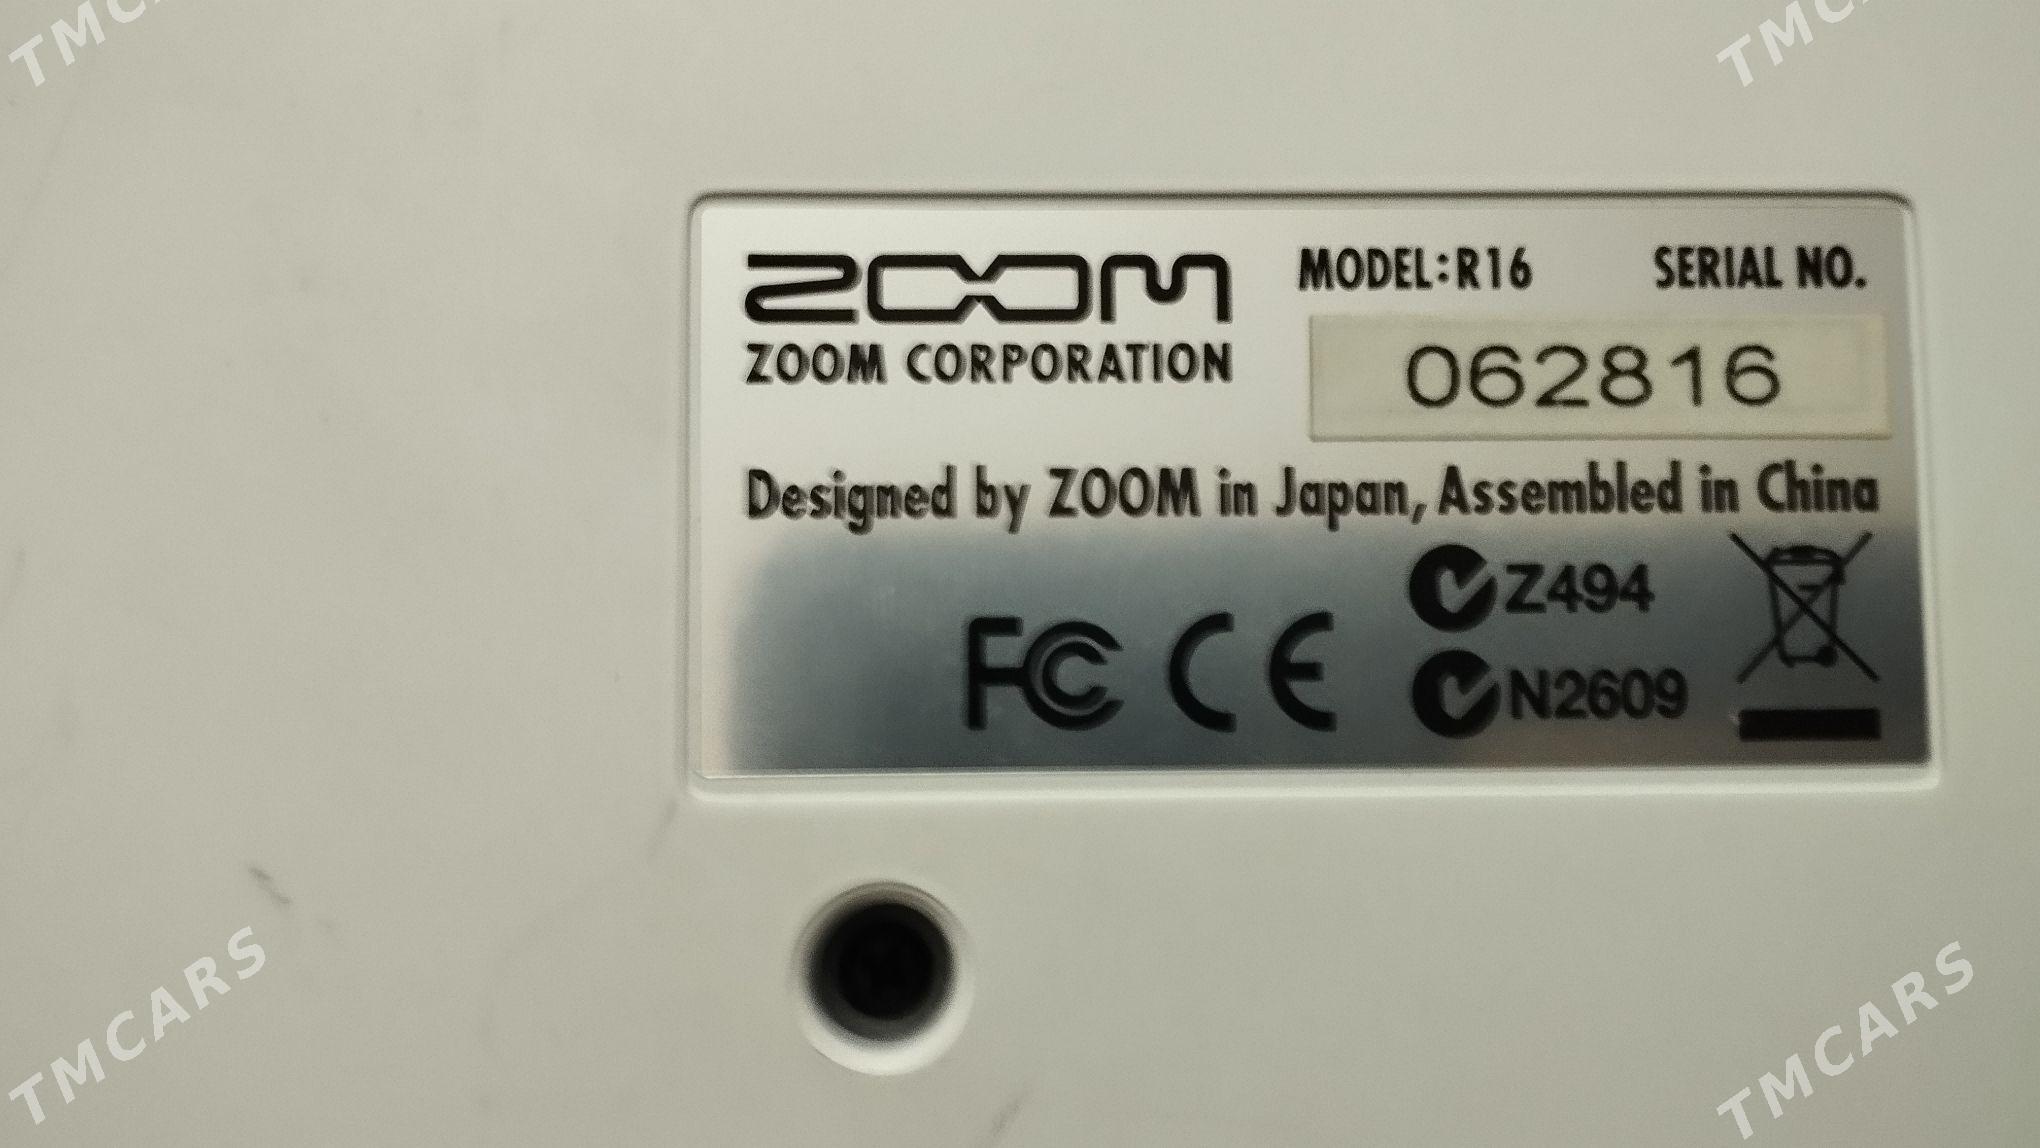 TMCARS
TMCARS
ZOOM MODEL:R16 SERIAL NO.
ZOOM CORPORATION 062816
Designed by ZOOM in Japan, Assembled in China
FC CE Z494
N2609
TMCARS
TMCARS